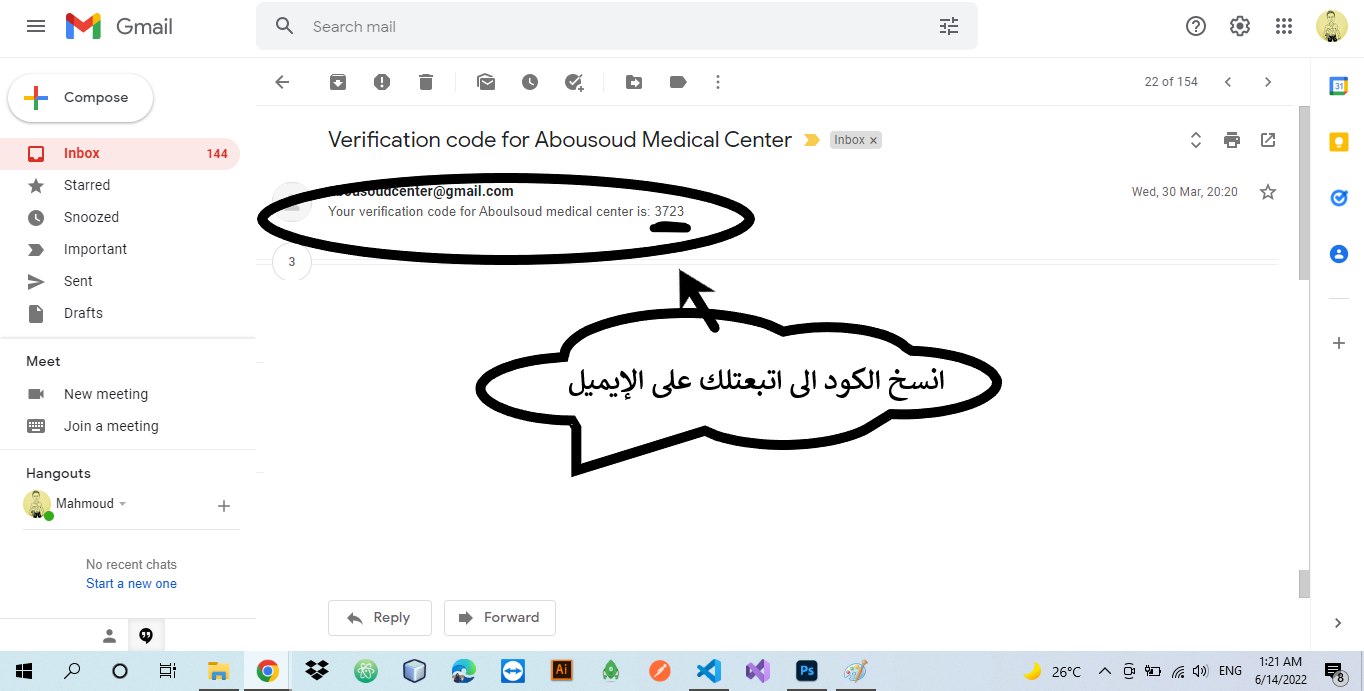 Gmail
Search mail
Compose
22 of 154
Inbox 144
Starred
Snoozed
Important
Sent
Drafts
Meet
New meeting
Join a meeting
Hangouts
Mahmoud
No recent chats
Start a new one
Verification code for Abousoud Medical Center
Inbox x
abousoudcenter@gmail.com
Wed, 30 Mar, 20:20
Your verification code for Aboulsoud medical center is: 3723
3
انسخ الكود الى اتبعتلك على الإيميل
Reply
Forward
31
Ai
Ps
26°C
ENG
1:21 AM
6/14/2022
8